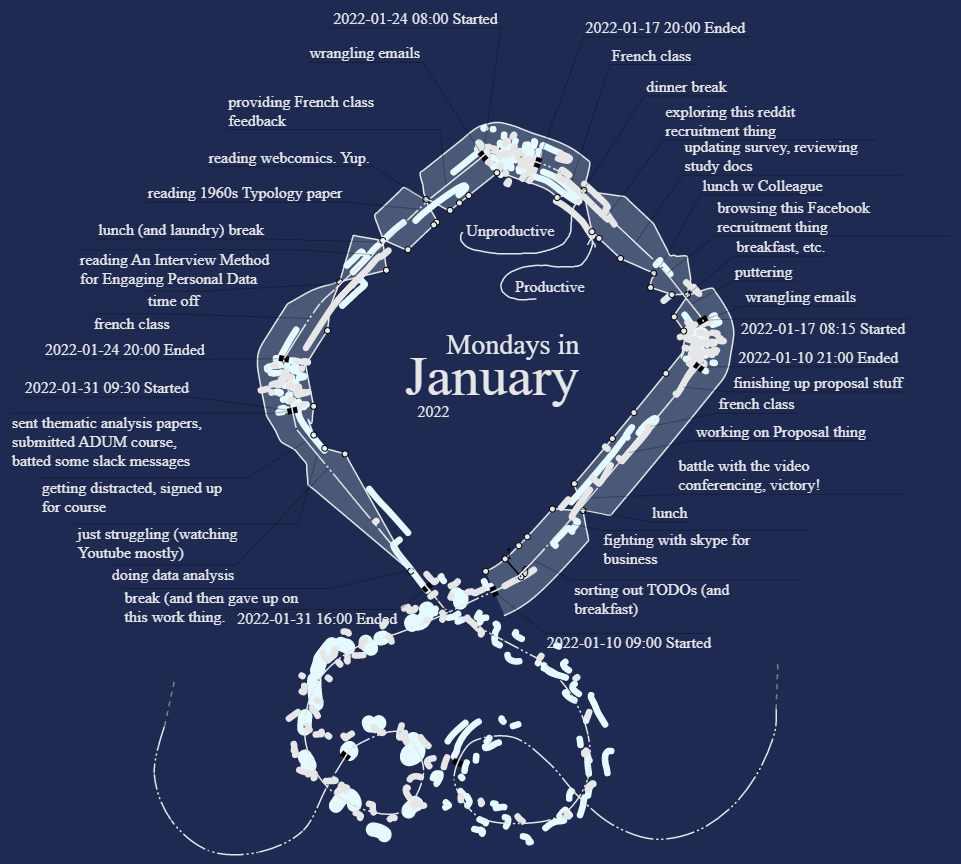 2022-01-24 08:00 Started
2022-01-17 20:00 Ended
wrangling emails
French class
dinner break
providing French class
feedback
exploring this reddit
recruitment thing
updating survey, reviewing
study docs
reading webcomics. Yup.
lunch w Colleague
reading 1960s Typology paper
browsing this Facebook
recruitment thing
lunch (and laundry) break
Unproductive
breakfast, etc.
reading An Interview Method
for Engaging Personal Data
puttering
Productive
time off
wrangling emails
french class
2022-01-17 08:15 Started
2022-01-24 20:00 Ended
Mondays in
January
2022
2022-01-10 21:00 Ended
2022-01-31 09:30 Started
finishing up proposal stuff
french class
sent thematic analysis papers,
submitted ADUM course,
batted some slack messages
working on Proposal thing
battle with the video
conferencing, victory!
getting distracted, signed up
for course
lunch
just struggling (watching
Youtube mostly)
fighting with skype for
business
doing data analysis
sorting out TODOs (and
breakfast)
break (and then gave up on
this work thing.
2022-01-31 16:00 Ended
2022-01-10 09:00 Started